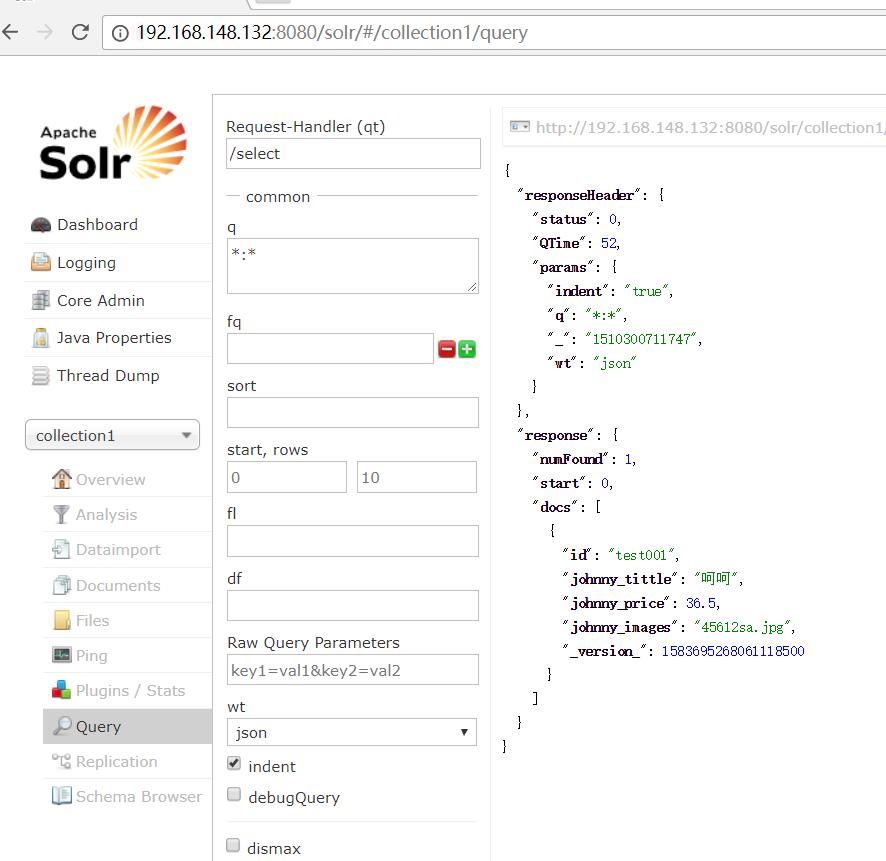 192.168.148.132:8080/solr/#/collection1/query
Apache
Solr
Dashboard
Logging
Core Admin
Java Properties
Thread Dump
collection1
Overview
Analysis
Dataimport
Documents
Files
Ping
Plugins / Stats
Query
Replication
Schema Browser
Request-Handler (qt)
/select
common
q
*:*
fq
sort
start, rows
0 10
fl
df
Raw Query Parameters
key1=val1&key2=val2
wt
json
indent
debugQuery
dismax
http://192.168.148.132:8080/solr/collection1/
{
"responseHeader": {
"status": 0,
"QTime": 52,
"params": {
"indent": "true",
"q": "*:*",
"_": "1510300711747",
"wt": "json"
}
},
"response": {
"numFound": 1,
"start": 0,
"docs": [
{
"id": "test001",
"johnny_tittle": "呵呵",
"johnny_price": 36.5,
"johnny_images": "45612sa.jpg",
"_version_": 1583695268061118500
}
]
}
}